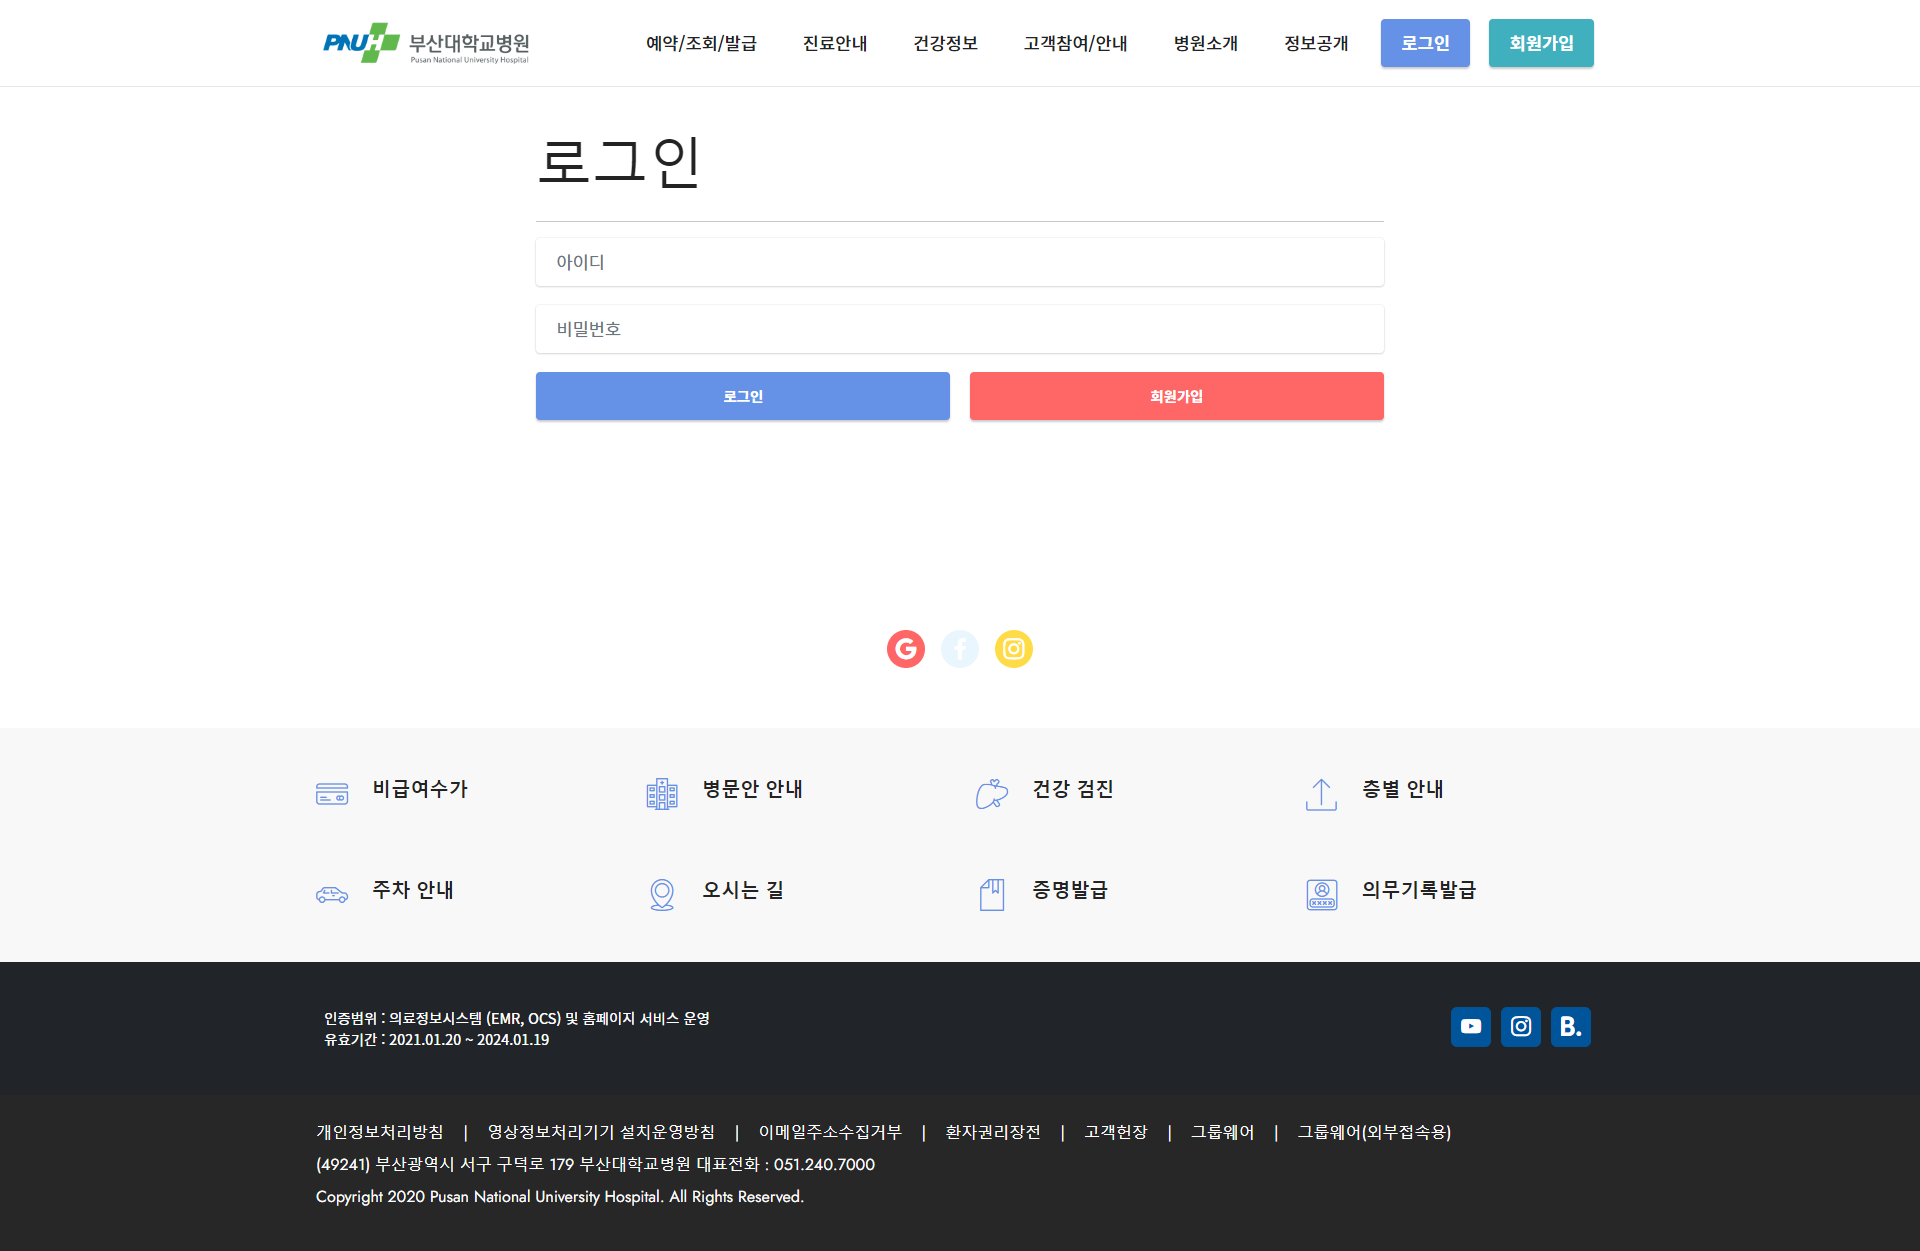 PNUH 부산대학교병원
Pusan National University Hospital
예약/조회/발급 진료안내 건강정보 고객참여/안내 병원소개 정보공개 로그인 회원가입
로그인
아이디
비밀번호
로그인 회원가입
비급여수가 병문안 안내 건강 검진 층별 안내
주차 안내 오시는 길 증명발급 의무기록발급
인증범위 : 의료정보시스템 (EMR, OCS) 및 홈페이지 서비스 운영
유효기간 : 2021.01.20 ~ 2024.01.19
B.
개인정보처리방침 | 영상정보처리기기 설치운영방침 | 이메일주소수집거부 | 환자권리장전 | 고객헌장 | 그룹웨어 | 그룹웨어(외부접속용)
(49241) 부산광역시 서구 구덕로 179 부산대학교병원 대표전화 : 051.240.7000
Copyright 2020 Pusan National University Hospital. All Rights Reserved.